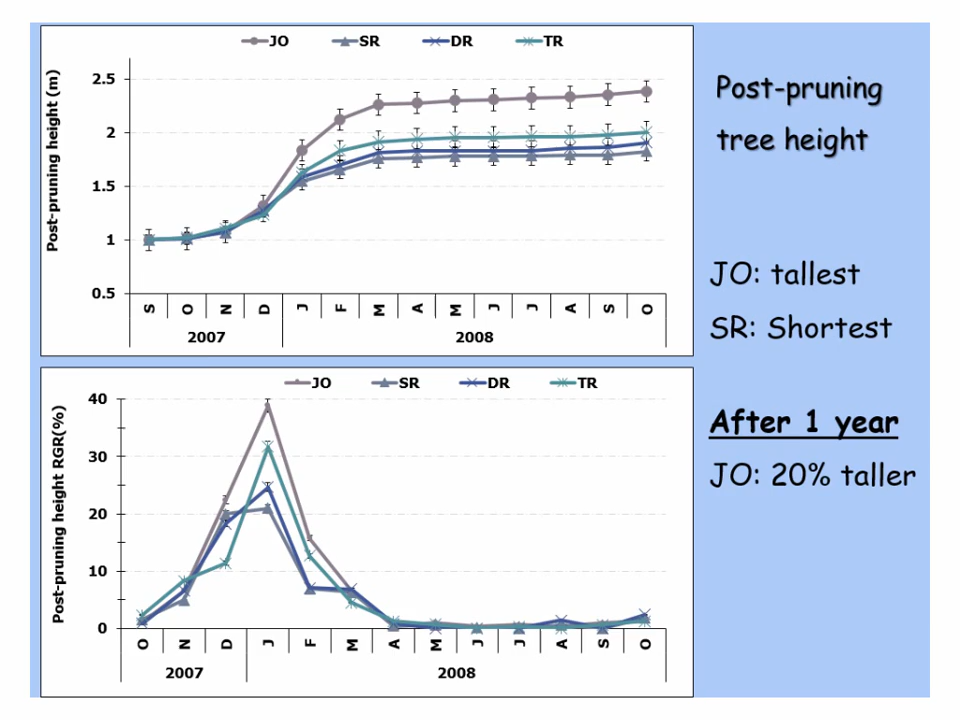 JO SR DR TR
Post-pruning height (m)
2.5
2
1.5
1
0.5
S O N D J F M A M J J A S O
2007 2008
Post-pruning
tree height
JO: tallest
SR: Shortest
After 1 year
JO: 20% taller
JO SR DR TR
Post-pruning height RGR(%)
40
30
20
10
0
O N D J F M A M J J A S O
2007 2008